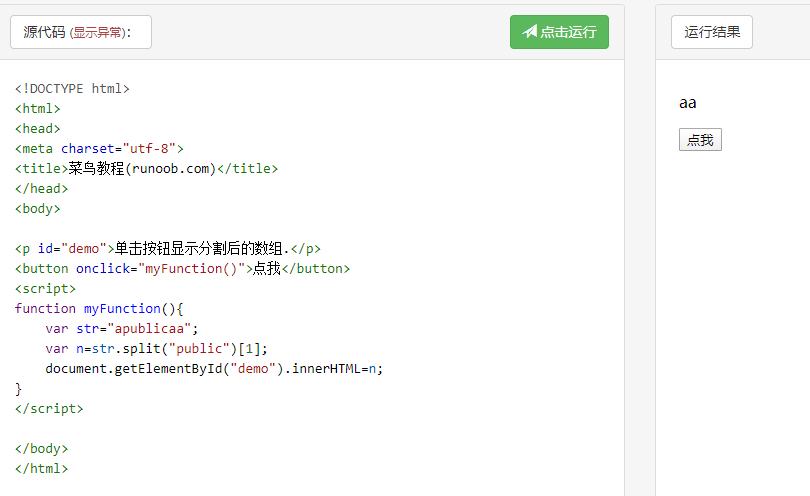 源代码 (显示异常)：
点击运行
<!DOCTYPE html>
<html>
<head>
<meta charset="utf-8">
<title>菜鸟教程(runoob.com)</title>
</head>
<body>
<p id="demo">单击按钮显示分割后的数组.</p>
<button onclick="myFunction()">点我</button>
<script>
function myFunction(){
    var str="apublicaa";
    var n=str.split("public")[1];
    document.getElementById("demo").innerHTML=n;
}
</script>
</body>
</html>
运行结果
aa
点我